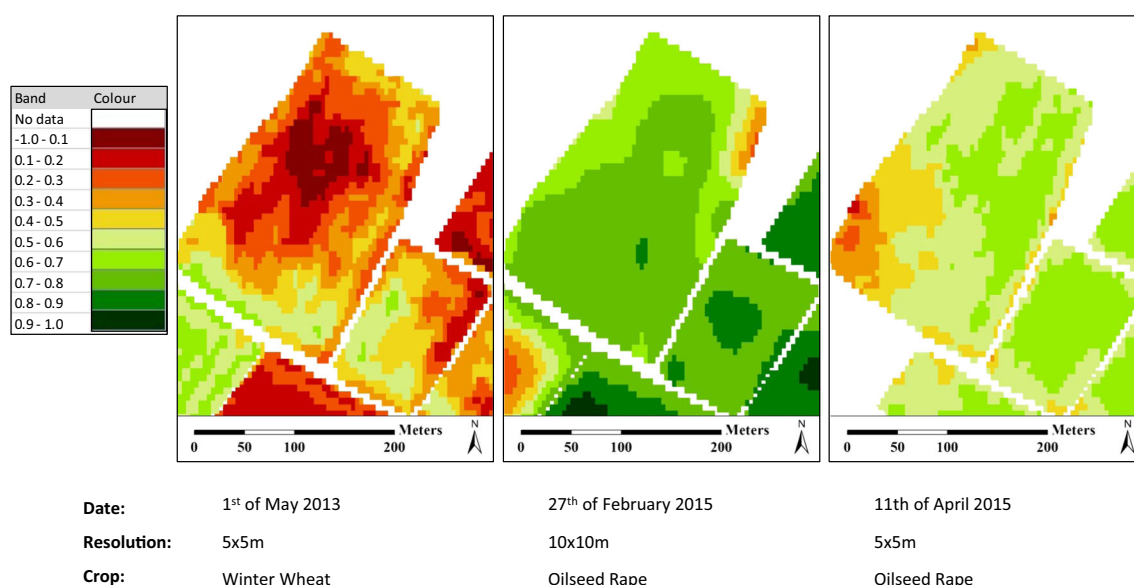 Band Colour
No data
-1.0 - 0.1
0.1 - 0.2
0.2 - 0.3
0.3 - 0.4
0.4 - 0.5
0.5 - 0.6
0.6 - 0.7
0.7 - 0.8
0.8 - 0.9
0.9 - 1.0
Meters N
0 50 100 200
Meters N
0 50 100 200
Meters N
0 50 100 200
Date: 1st of May 2013 27th of February 2015 11th of April 2015
Resolution: 5x5m 10x10m 5x5m
Crop: Winter Wheat Oilseed Rape Oilseed Rape